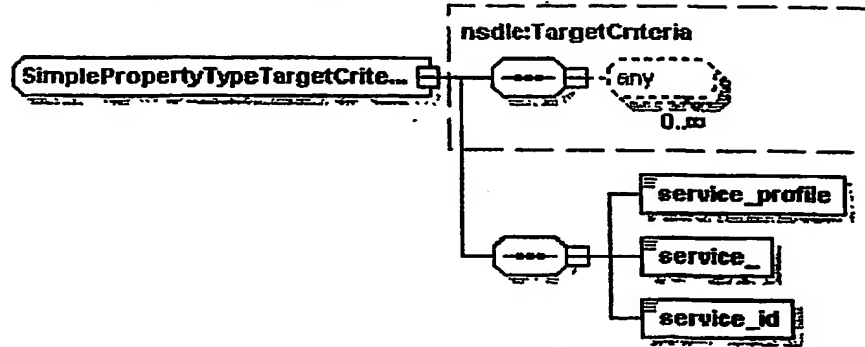 nsdle:TargetCriteria
SimplePropertyTypeTargetCrite...
any
0..∞
service_profile
service_
service_id